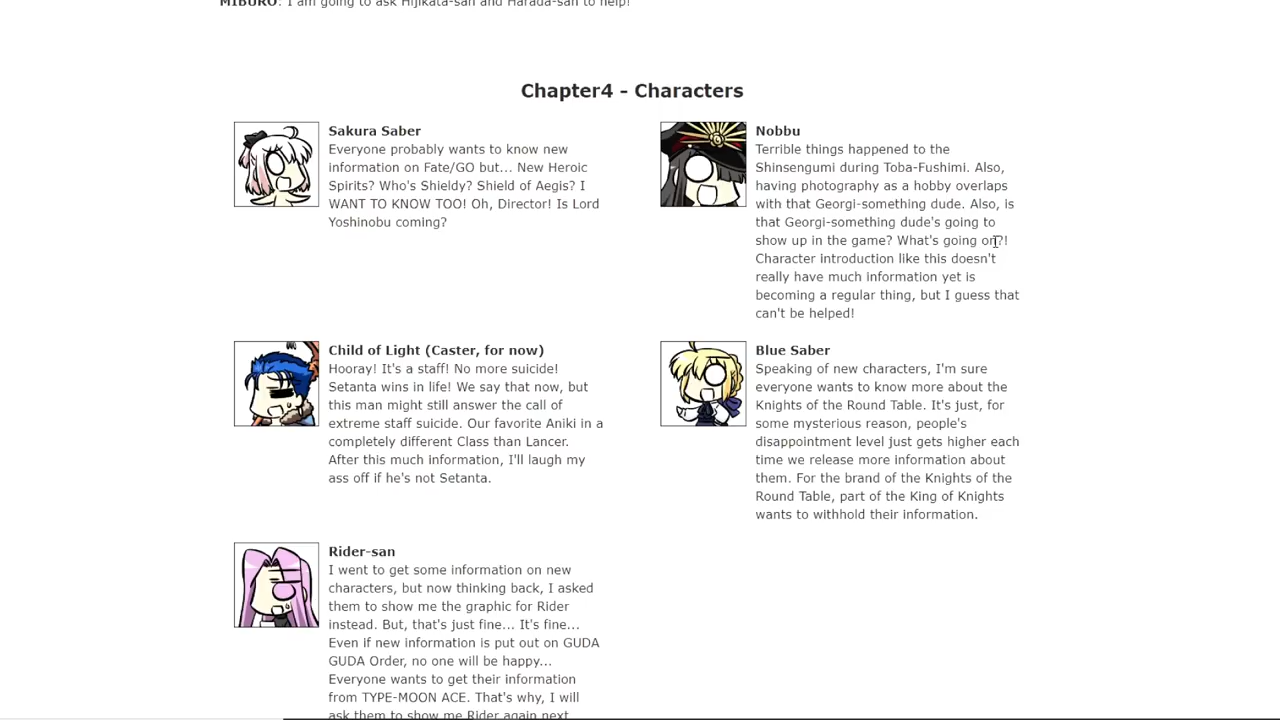 MIBURO: I am going to ask Hijikata-san and Harada-san to help!
Chapter4 - Characters
Sakura Saber
Everyone probably wants to know new
information on Fate/GO but... New Heroic
Spirits? Who's Shieldy? Shield of Aegis? I
WANT TO KNOW TOO! Oh, Director! Is Lord
Yoshinobu coming?
Nobbu
Terrible things happened to the
Shinsengumi during Toba-Fushimi. Also,
having photography as a hobby overlaps
with that Georgi-something dude. Also, is
that Georgi-something dude's going to
show up in the game? What's going on?!
Character introduction like this doesn't
really have much information yet is
becoming a regular thing, but I guess that
can't be helped!
Child of Light (Caster, for now)
Hooray! It's a staff! No more suicide!
Setanta wins in life! We say that now, but
this man might still answer the call of
extreme staff suicide. Our favorite Aniki in a
completely different Class than Lancer.
After this much information, I'll laugh my
ass off if he's not Setanta.
Blue Saber
Speaking of new characters, I'm sure
everyone wants to know more about the
Knights of the Round Table. It's just, for
some mysterious reason, people's
disappointment level just gets higher each
time we release more information about
them. For the brand of the Knights of the
Round Table, part of the King of Knights
wants to withhold their information.
Rider-san
I went to get some information on new
characters, but now thinking back, I asked
them to show me the graphic for Rider
instead. But, that's just fine... It's fine...
Even if new information is put out on GUDA
GUDA Order, no one will be happy...
Everyone wants to get their information
from TYPE-MOON ACE. That's why, I will
ask them to show me Rider again next